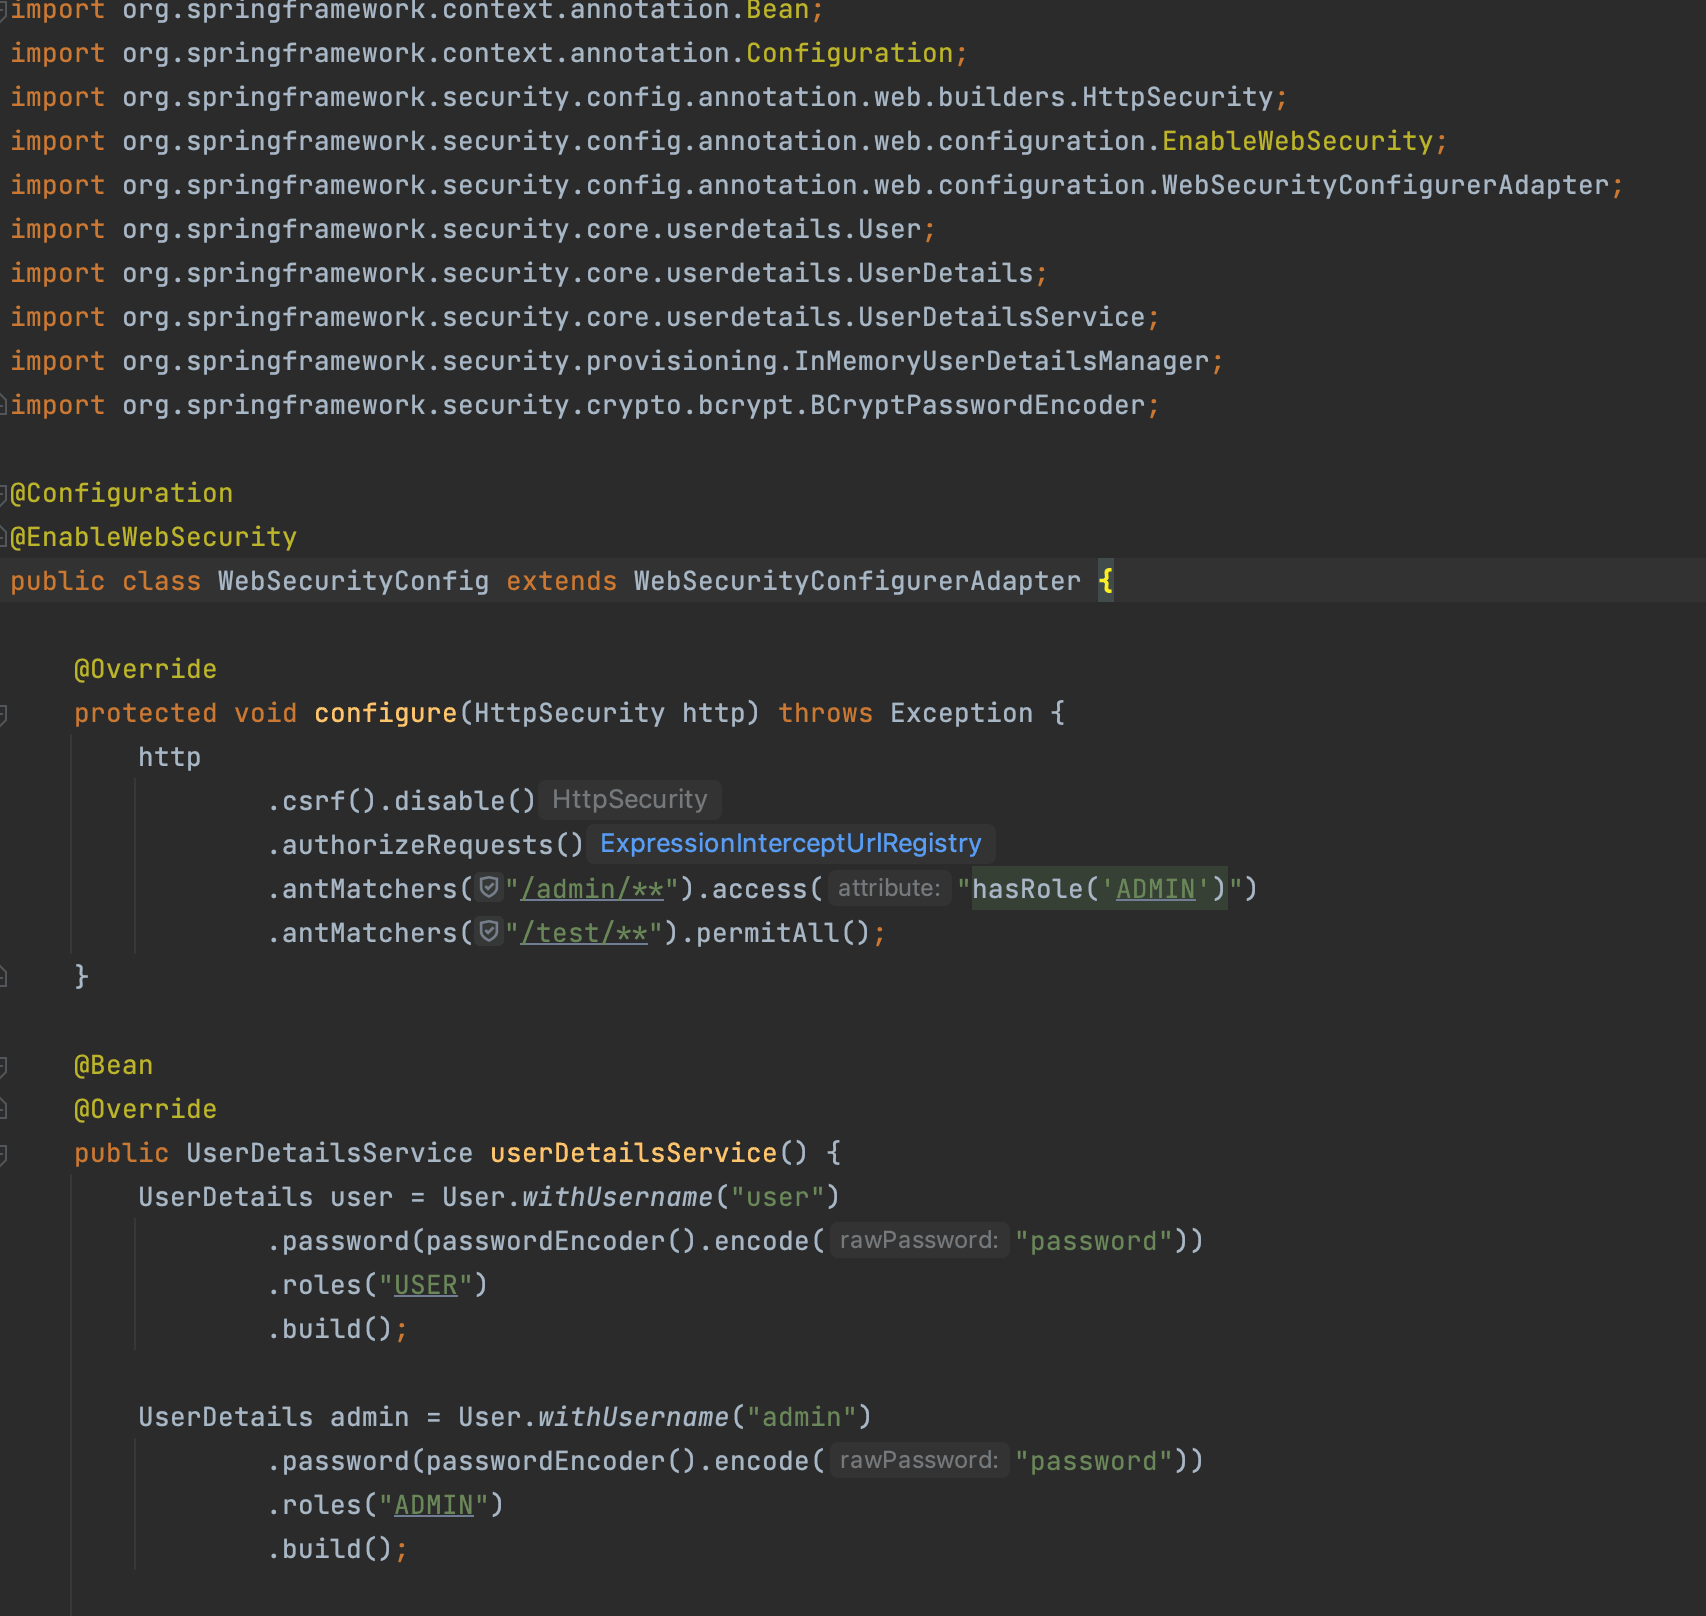 import org.springframework.context.annotation.Bean;
import org.springframework.context.annotation.Configuration;
import org.springframework.security.config.annotation.web.builders.HttpSecurity;
import org.springframework.security.config.annotation.web.configuration.EnableWebSecurity;
import org.springframework.security.config.annotation.web.configuration.WebSecurityConfigurerAdapter;
import org.springframework.security.core.userdetails.User;
import org.springframework.security.core.userdetails.UserDetails;
import org.springframework.security.core.userdetails.UserDetailsService;
import org.springframework.security.provisioning.InMemoryUserDetailsManager;
import org.springframework.security.crypto.bcrypt.BCryptPasswordEncoder;
@Configuration
@EnableWebSecurity
public class WebSecurityConfig extends WebSecurityConfigurerAdapter {
@Override
protected void configure(HttpSecurity http) throws Exception {
http
.csrf().disable() HttpSecurity
.authorizeRequests() ExpressionInterceptUrlRegistry
.antMatchers("/admin/**").access( attribute: "hasRole('ADMIN')")
.antMatchers("/test/**").permitAll();
}
@Bean
@Override
public UserDetailsService userDetailsService() {
UserDetails user = User.withUsername("user")
.password(passwordEncoder().encode( rawPassword: "password"))
.roles("USER")
.build();
UserDetails admin = User.withUsername("admin")
.password(passwordEncoder().encode( rawPassword: "password"))
.roles("ADMIN")
.build();